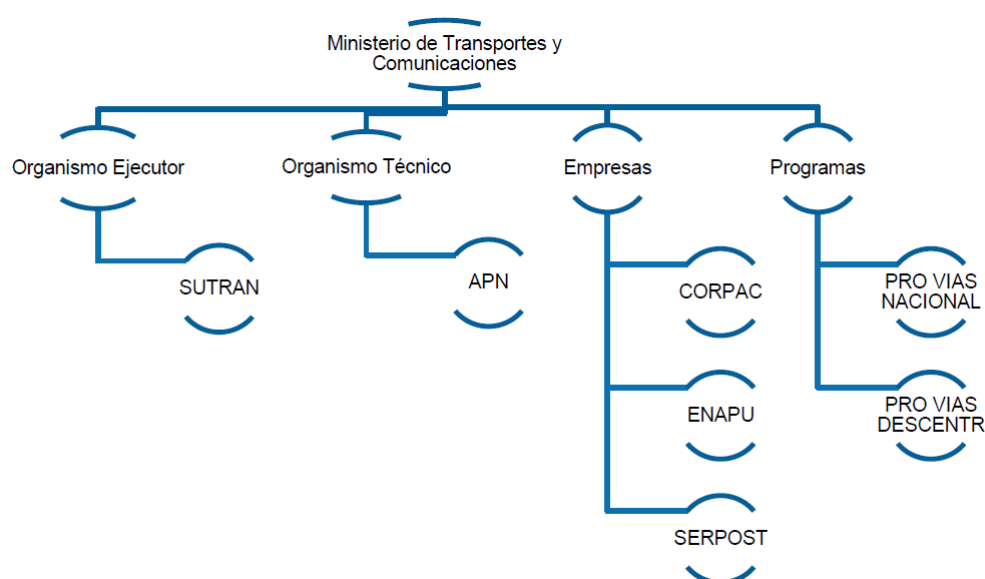 Ministerio de Transportes y
Comunicaciones
Organismo Ejecutor
Organismo Técnico
Empresas
Programas
SUTRAN
APN
CORPAC
PRO VIAS
NACIONAL
ENAPU
PRO VIAS
DESCENTR
SERPOST